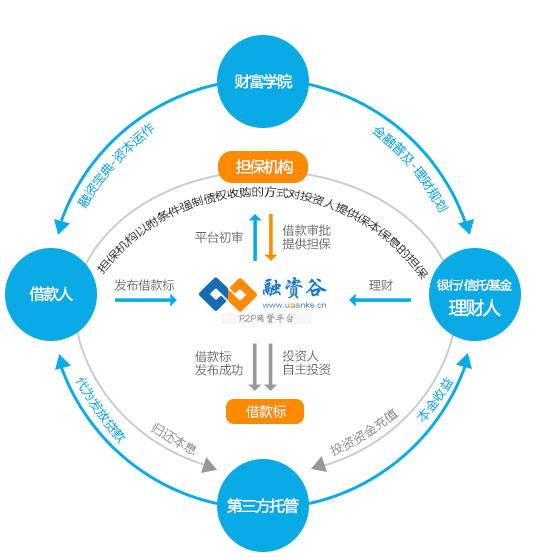 财富学院
融资宝典-资本运作
金融普及-理财规划
担保机构
担保机构以附条件强制债权收购的方式对投资人提供保本保息的担保
平台初审
借款审批
提供担保
借款人
发布借款标
融资谷
www.u.banks.cn
P2P网贷平台
理财
银行/信托/基金
理财人
借款标
发布成功
投资人
自主投资
借款标
代为发放贷款
归还本息
投资资金充值
本金收益
第三方托管